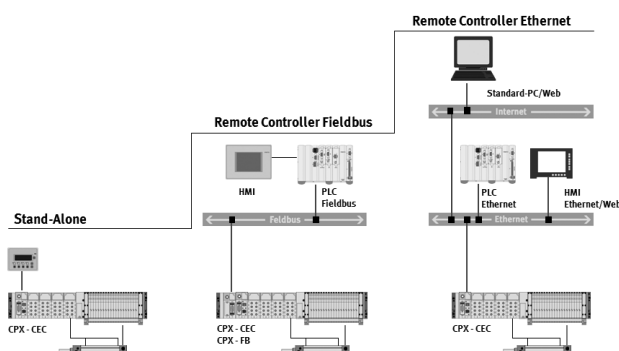 Remote Controller Ethernet
Standard-PC/Web
Internet
Remote Controller Fieldbus
HMI
PLC
Fieldbus
PLC
Ethernet
HMI
Ethernet/Web
Stand-Alone
Fieldbus
Ethernet
CPX - CEC
CPX - CEC
CPX - FB
CPX - CEC